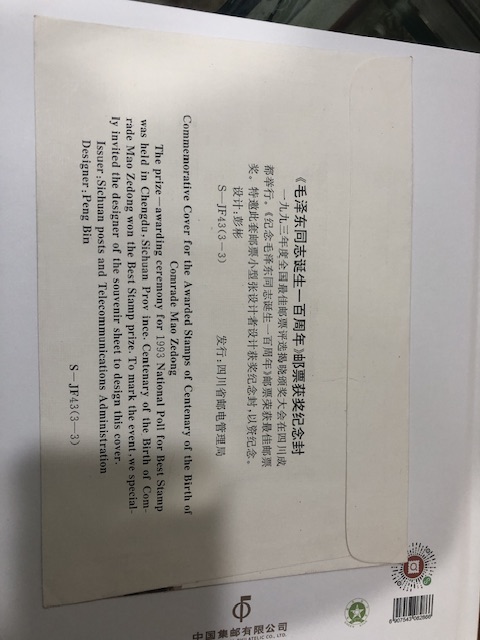 《毛泽东同志诞生一百周年》邮票获奖纪念封
一九九三年度全国最佳邮票评选揭晓颁奖大会在四川成
都举行。《纪念毛泽东同志诞生一百周年》邮票荣获最佳邮票
奖。特邀此套邮票小型张设计者设计获奖纪念封,以资纪念。
设计:彭彬
S—JF43(3—3) 发行:四川省邮电管理局
Commemorative Cover for the Awarded Stamps of Centenary of the Birth of
Comrade Mao Zedong
The prize—awarding ceremony for 1993 National Poll for Best Stamp
was held in Chengdu, Sichuan Prov ince. Centenary of the Birth of Com-
rade Mao Zedong won the Best Stamp prize. To mark the event, we special-
ly invited the designer of the souvenir sheet to design this cover.
Issuer:Sichuan posts and Telecommunications Administration
Designer:Peng Bin
S—JF43(3—3)
中国集邮有限公司
8907543082866